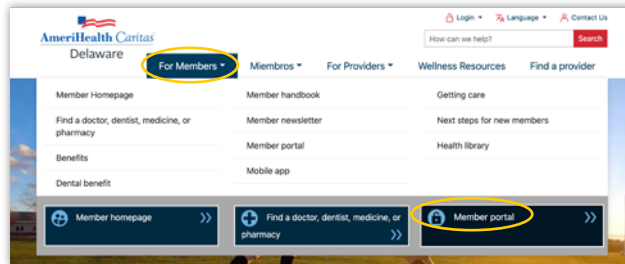 Login
Language
Contact Us
AmeriHealth Caritas
Delaware
How can we help?
Search
For Members
Miembros
For Providers
Wellness Resources
Find a provider
Member Homepage
Find a doctor, dentist, medicine, or
pharmacy
Benefits
Dental benefit
Member handbook
Member newsletter
Member portal
Mobile app
Getting care
Next steps for new
members
Health library
Member homepage
Find a doctor, dentist, medicine, or
pharmacy
Member portal